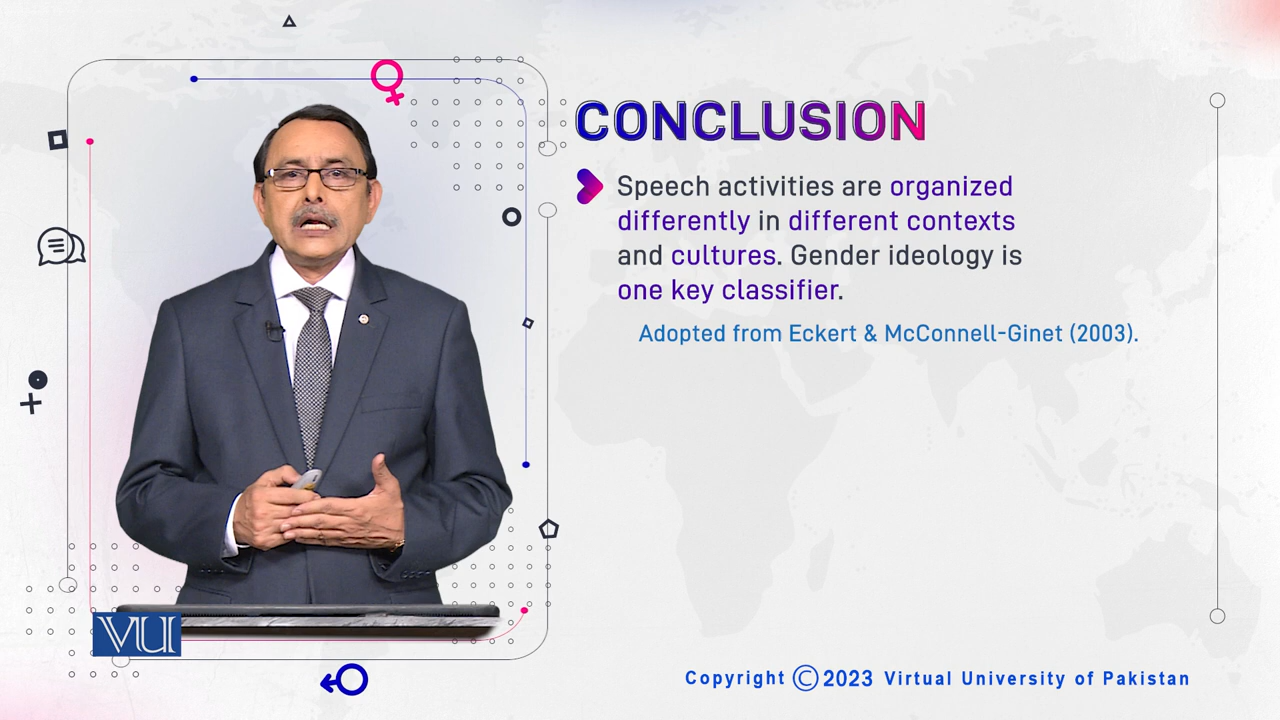 CONCLUSION
Speech activities are organized
differently in different contexts
and cultures. Gender ideology is
one key classifier.
Adopted from Eckert & McConnell-Ginet (2003).
VU
Copyright ©2023 Virtual University of Pakistan